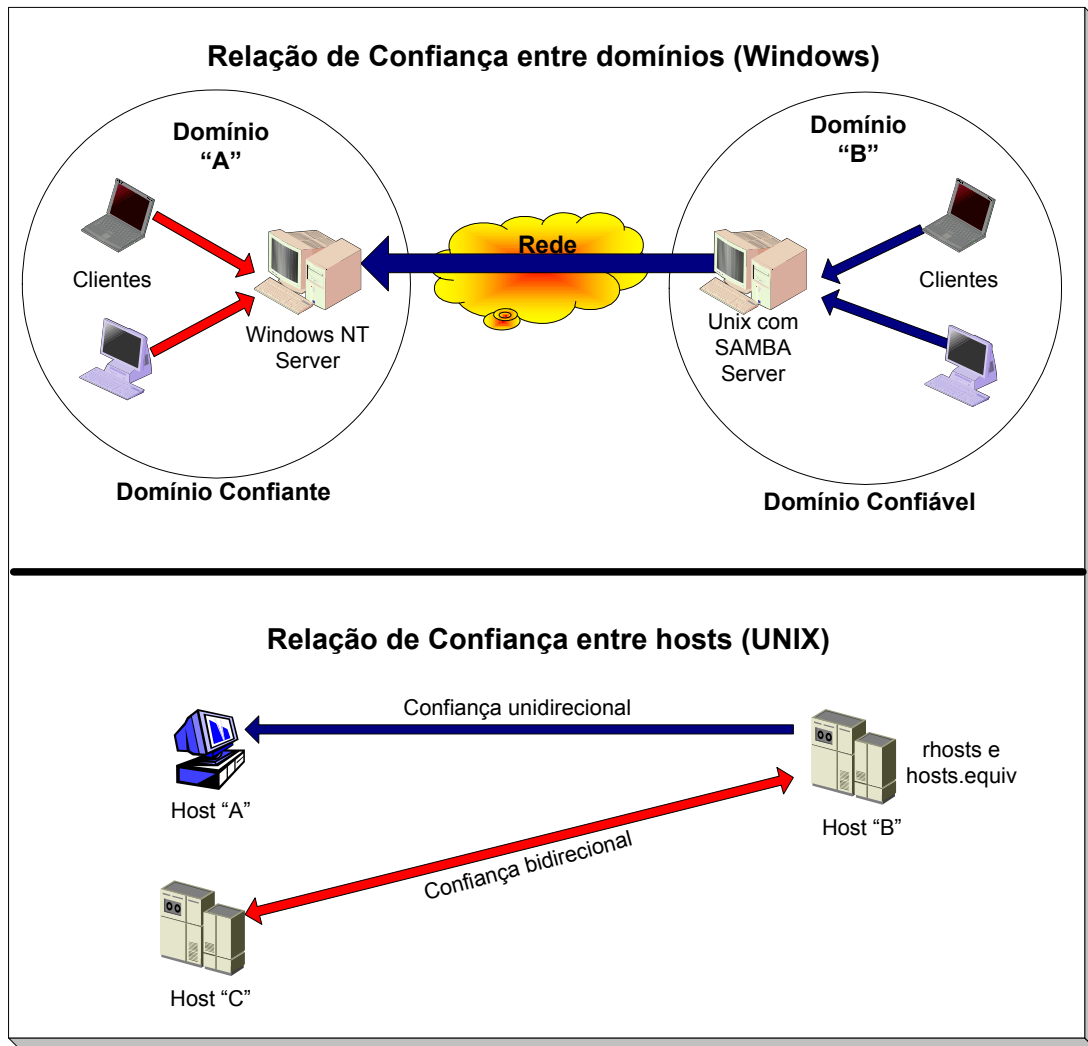 Relação de Confiança entre domínios (Windows)
Domínio
“A”
Clientes
Windows NT
Server
Domínio Confiante
Rede
Domínio
“B”
Clientes
Unix com
SAMBA
Server
Domínio Confiável
Relação de Confiança entre hosts (UNIX)
Confiança unidirecional
Host “A”
rhosts e
hosts.equiv
Host “B”
Confiança bidirecional
Host “C”